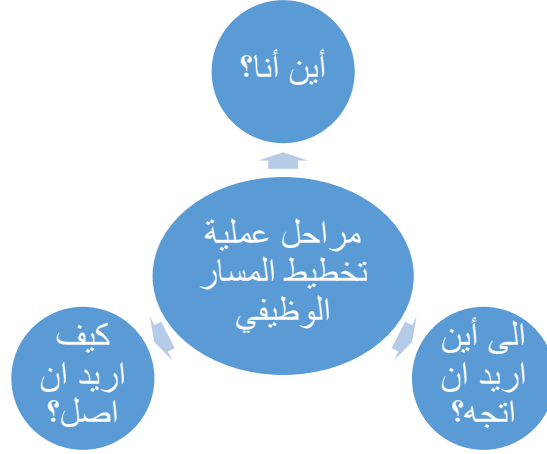 أين أنا؟
مراحل عملية
تخطيط المسار
الوظيفي
الى أين
اريد ان
اتجه؟
كيف
اريد ان
اصل؟